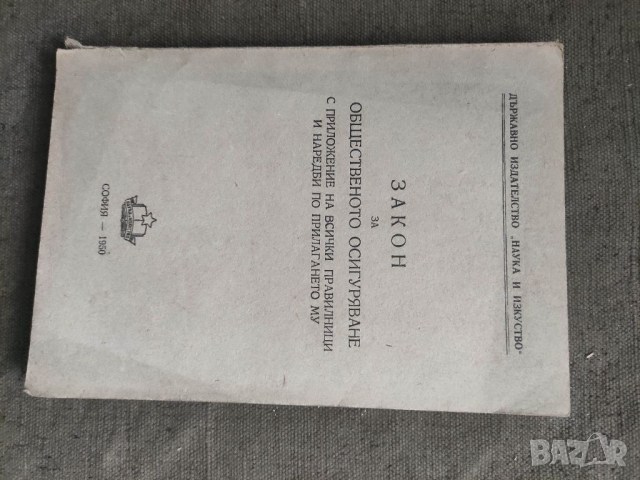 ДЪРЖАВНО ИЗДАТЕЛСТВО „НАУКА И ИЗКУСТВО“
ЗАКОН
ЗА
ОБЩЕСТВЕНОТО ОСИГУРЯВАНЕ
С ПРИЛОЖЕНИЕ НА ВСИЧКИ ПРАВИЛНИЦИ
И НАРЕДБИ ПО ПРИЛАГАНЕТО МУ
СОФИЯ — 1950
BAZAR